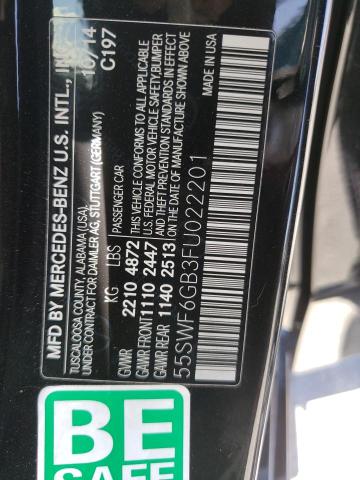 MFD BY MERCEDES-BENZ U.S. INTL., INC.
TUSCALOOSA COUNTY, ALABAMA (USA)
UNDER CONTRACT FOR DAIMLER AG, STUTTGART (GERMANY)
10/14
C197
KG LBS PASSENGER CAR
GVWR 2210 4872
GAWR FRONT 1110 2447
GAWR REAR 1140 2513
THIS VEHICLE CONFORMS TO ALL APPLICABLE
U.S. FEDERAL MOTOR VEHICLE SAFETY, BUMPER
AND THEFT PREVENTION STANDARDS IN EFFECT
ON THE DATE OF MANUFACTURE SHOWN ABOVE
55SWF6GB3FU022201
BE
SAFE